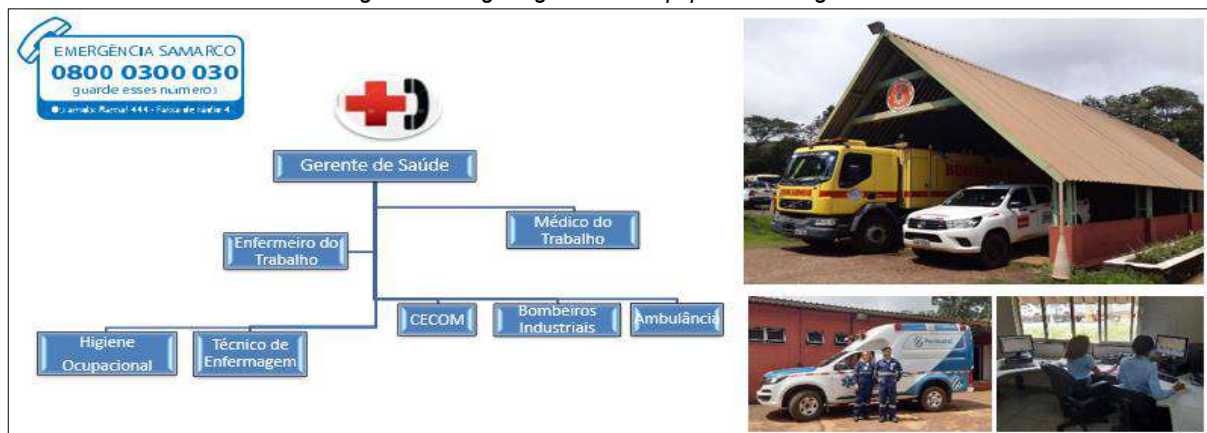 EMERGÊNCIA SAMARCO
0800 0300 030
guarde esses números
Gerente de Saúde
Médico do
Trabalho
Enfermeiro do
Trabalho
CECOM
Bombeiros
Industriais
Ambulância
Higiene
Ocupacional
Técnico de
Enfermagem